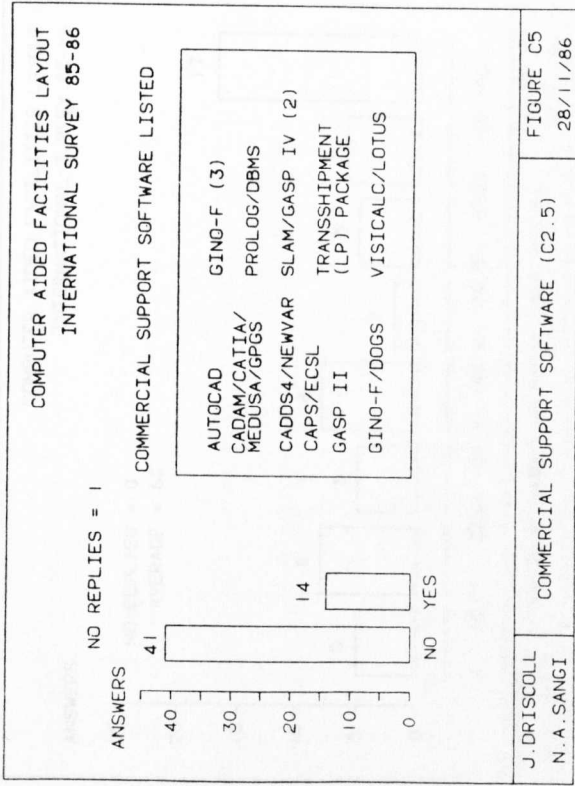 COMPUTER AIDED FACILITIES LAYOUT
INTERNATIONAL SURVEY 85-86
NO REPLIES = 1
COMMERCIAL SUPPORT SOFTWARE LISTED
ANSWERS
40
30
20
10
0
41
14
NO YES
AUTOCAD GINO-F (3)
CADAM/CATIA/ PROLOG/DBMS
MEDUSA/GPGS
CADDS4/NEWVAR SLAM/GASP IV (2)
CAPS/ECSL TRANSSHIPMENT
GASP II (LP) PACKAGE
GINO-F/DOGS VISICALC/LOTUS
J.DRISCOLL
N.A.SANGI
COMMERCIAL SUPPORT SOFTWARE (C2.5)
FIGURE C5
28/11/86